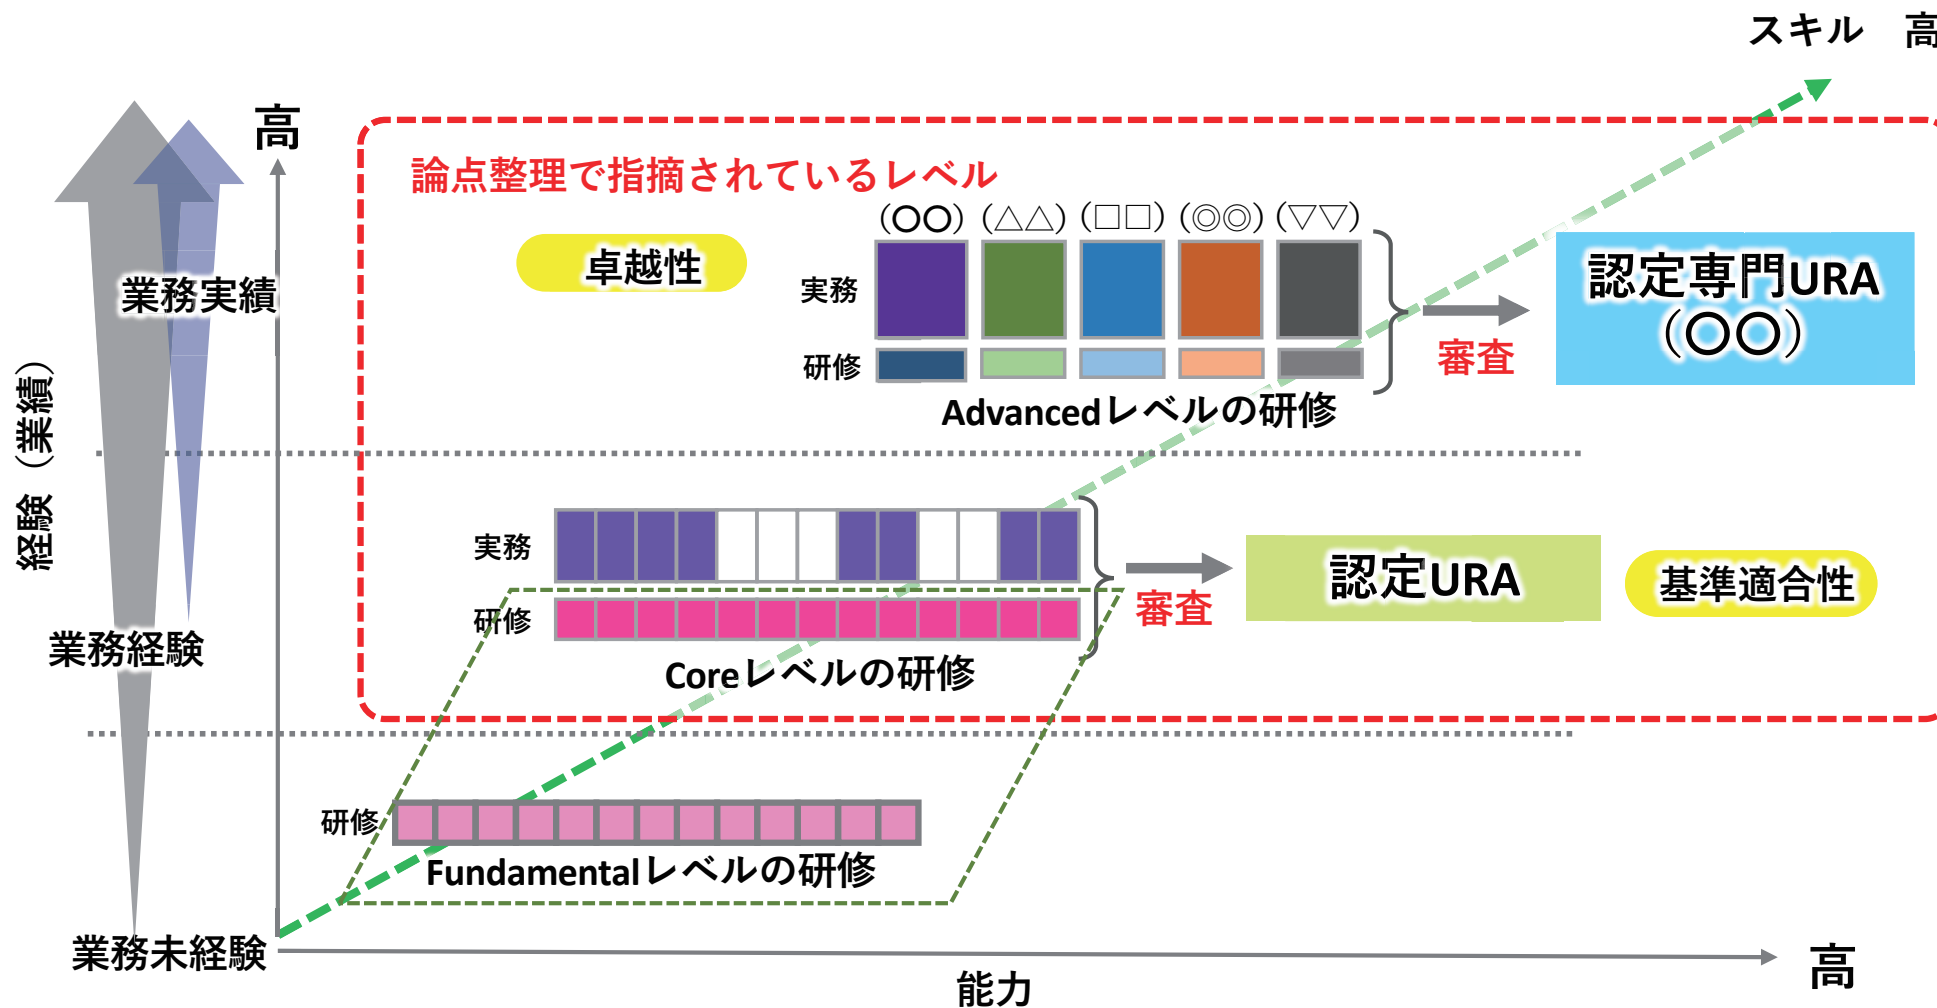 スキル 高
高
論点整理で指摘されているレベル
(〇〇) (△△) (□□) (◎◎) (▽▽)
卓越性
実務
研修
Advancedレベルの研修
審査
認定専門URA
(〇〇)
業務実績
経験（業績）
実務
研修
Coreレベルの研修
審査
認定URA
基準適合性
業務経験
研修
Fundamentalレベルの研修
業務未経験
能力
高